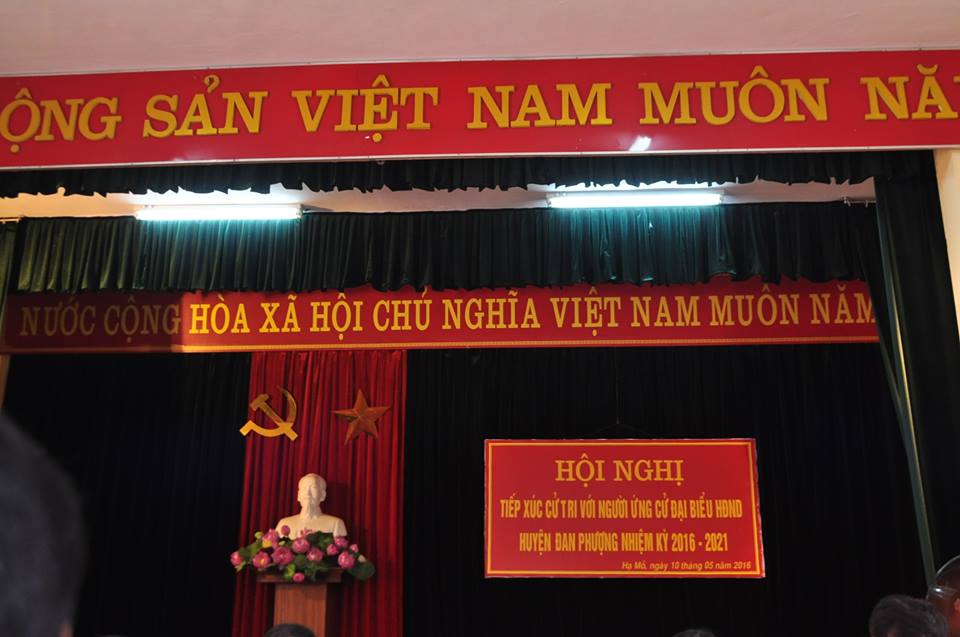 ỘNG SẢN VIỆT NAM MUÔN NĂ
NƯỚC CỘNG HÒA XÃ HỘI CHỦ NGHĨA VIỆT NAM MUÔN NĂM
HỘI NGHỊ
TIẾP XÚC CỬ TRI VỚI NGƯỜI ỨNG CỬ ĐẠI BIỂU HĐND
HUYỆN ĐAN PHƯỢNG NHIỆM KỲ 2016 - 2021
Hạ Mỗ, ngày 10 tháng 05 năm 2016